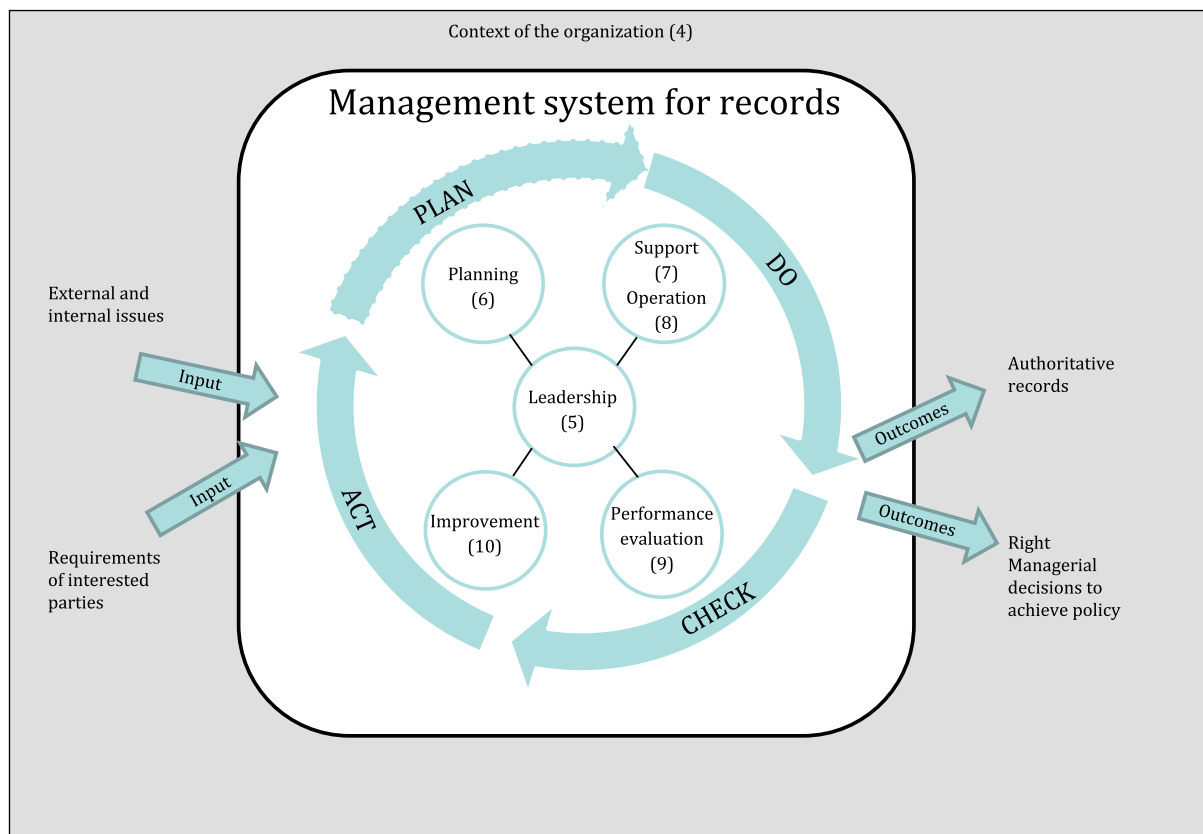 Context of the organization (4)
Management system for records
PLAN
DO
Planning
(6)
Support
(7)
Operation
(8)
External and
internal issues
Input
Leadership
(5)
Authoritative
records
Outcomes
Input
ACT
Improvement
(10)
Performance
evaluation
(9)
Outcomes
Requirements
of interested
parties
Right
Managerial
decisions to
achieve policy
CHECK